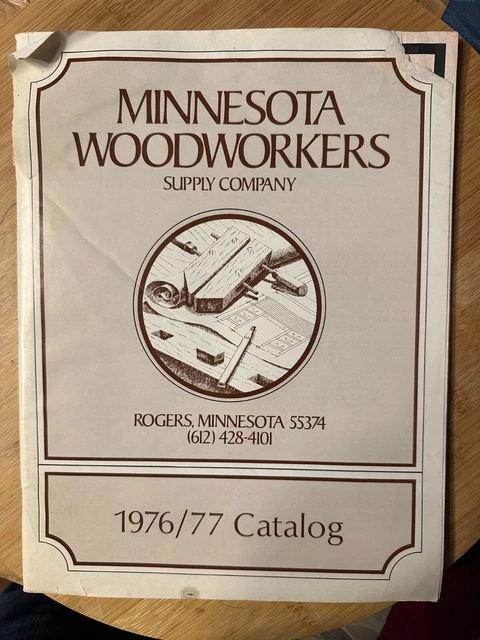 MINNESOTA
WOODWORKERS
SUPPLY COMPANY
ROGERS, MINNESOTA 55374
(612) 428-4101
1976/77 Catalog